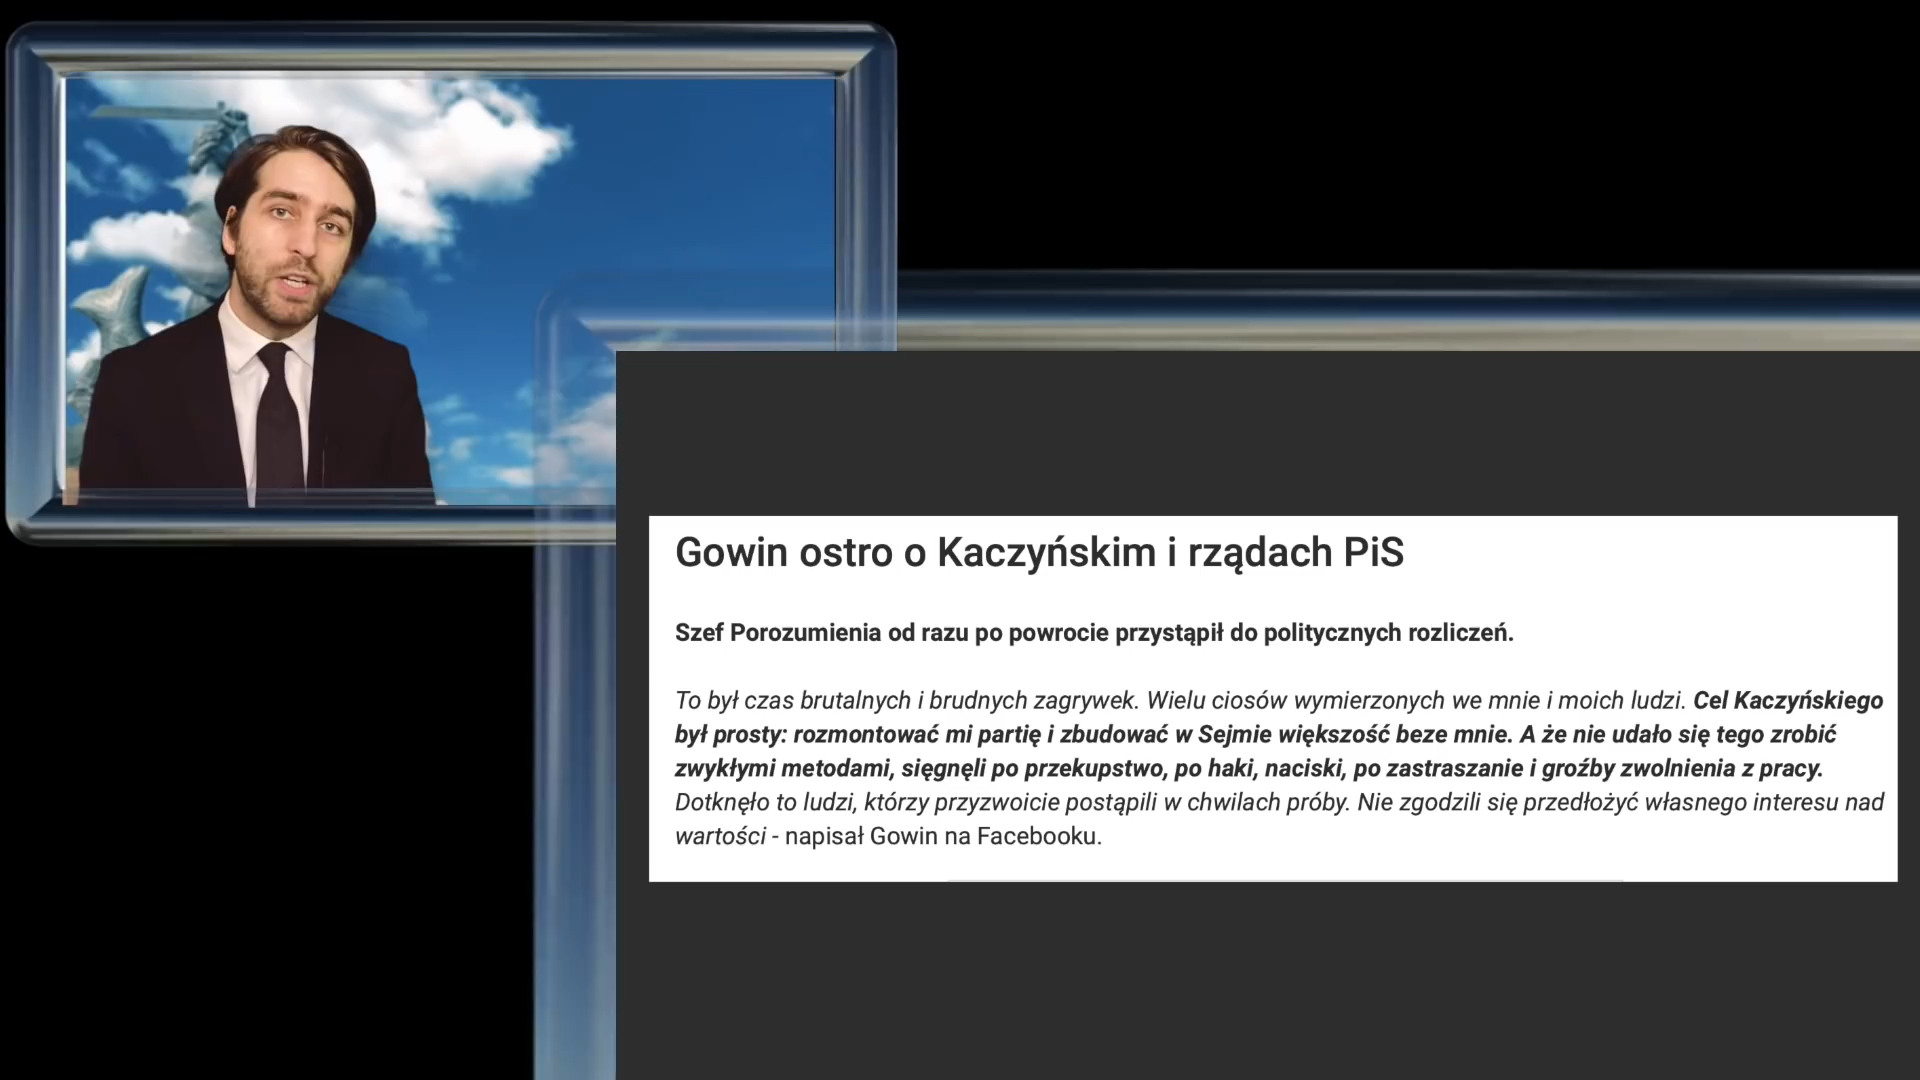 Gowin ostro o Kaczyńskim i rządach PiS
Szef Porozumienia od razu po powrocie przystąpił do politycznych rozliczeń.
To był czas brutalnych i brudnych zagrywek. Wielu ciosów wymierzonych we mnie i moich ludzi. Cel Kaczyńskiego
był prosty: rozmontować mi partię i zbudować w Sejmie większość beze mnie. A że nie udało się tego zrobić
zwykłymi metodami, sięgnęli po przekupstwo, po haki, naciski, po zastraszanie i groźby zwolnienia z pracy.
Dotknęło to ludzi, którzy przyzwoicie postąpili w chwilach próby. Nie zgodzili się przedłożyć własnego interesu nad
wartości - napisał Gowin na Facebooku.